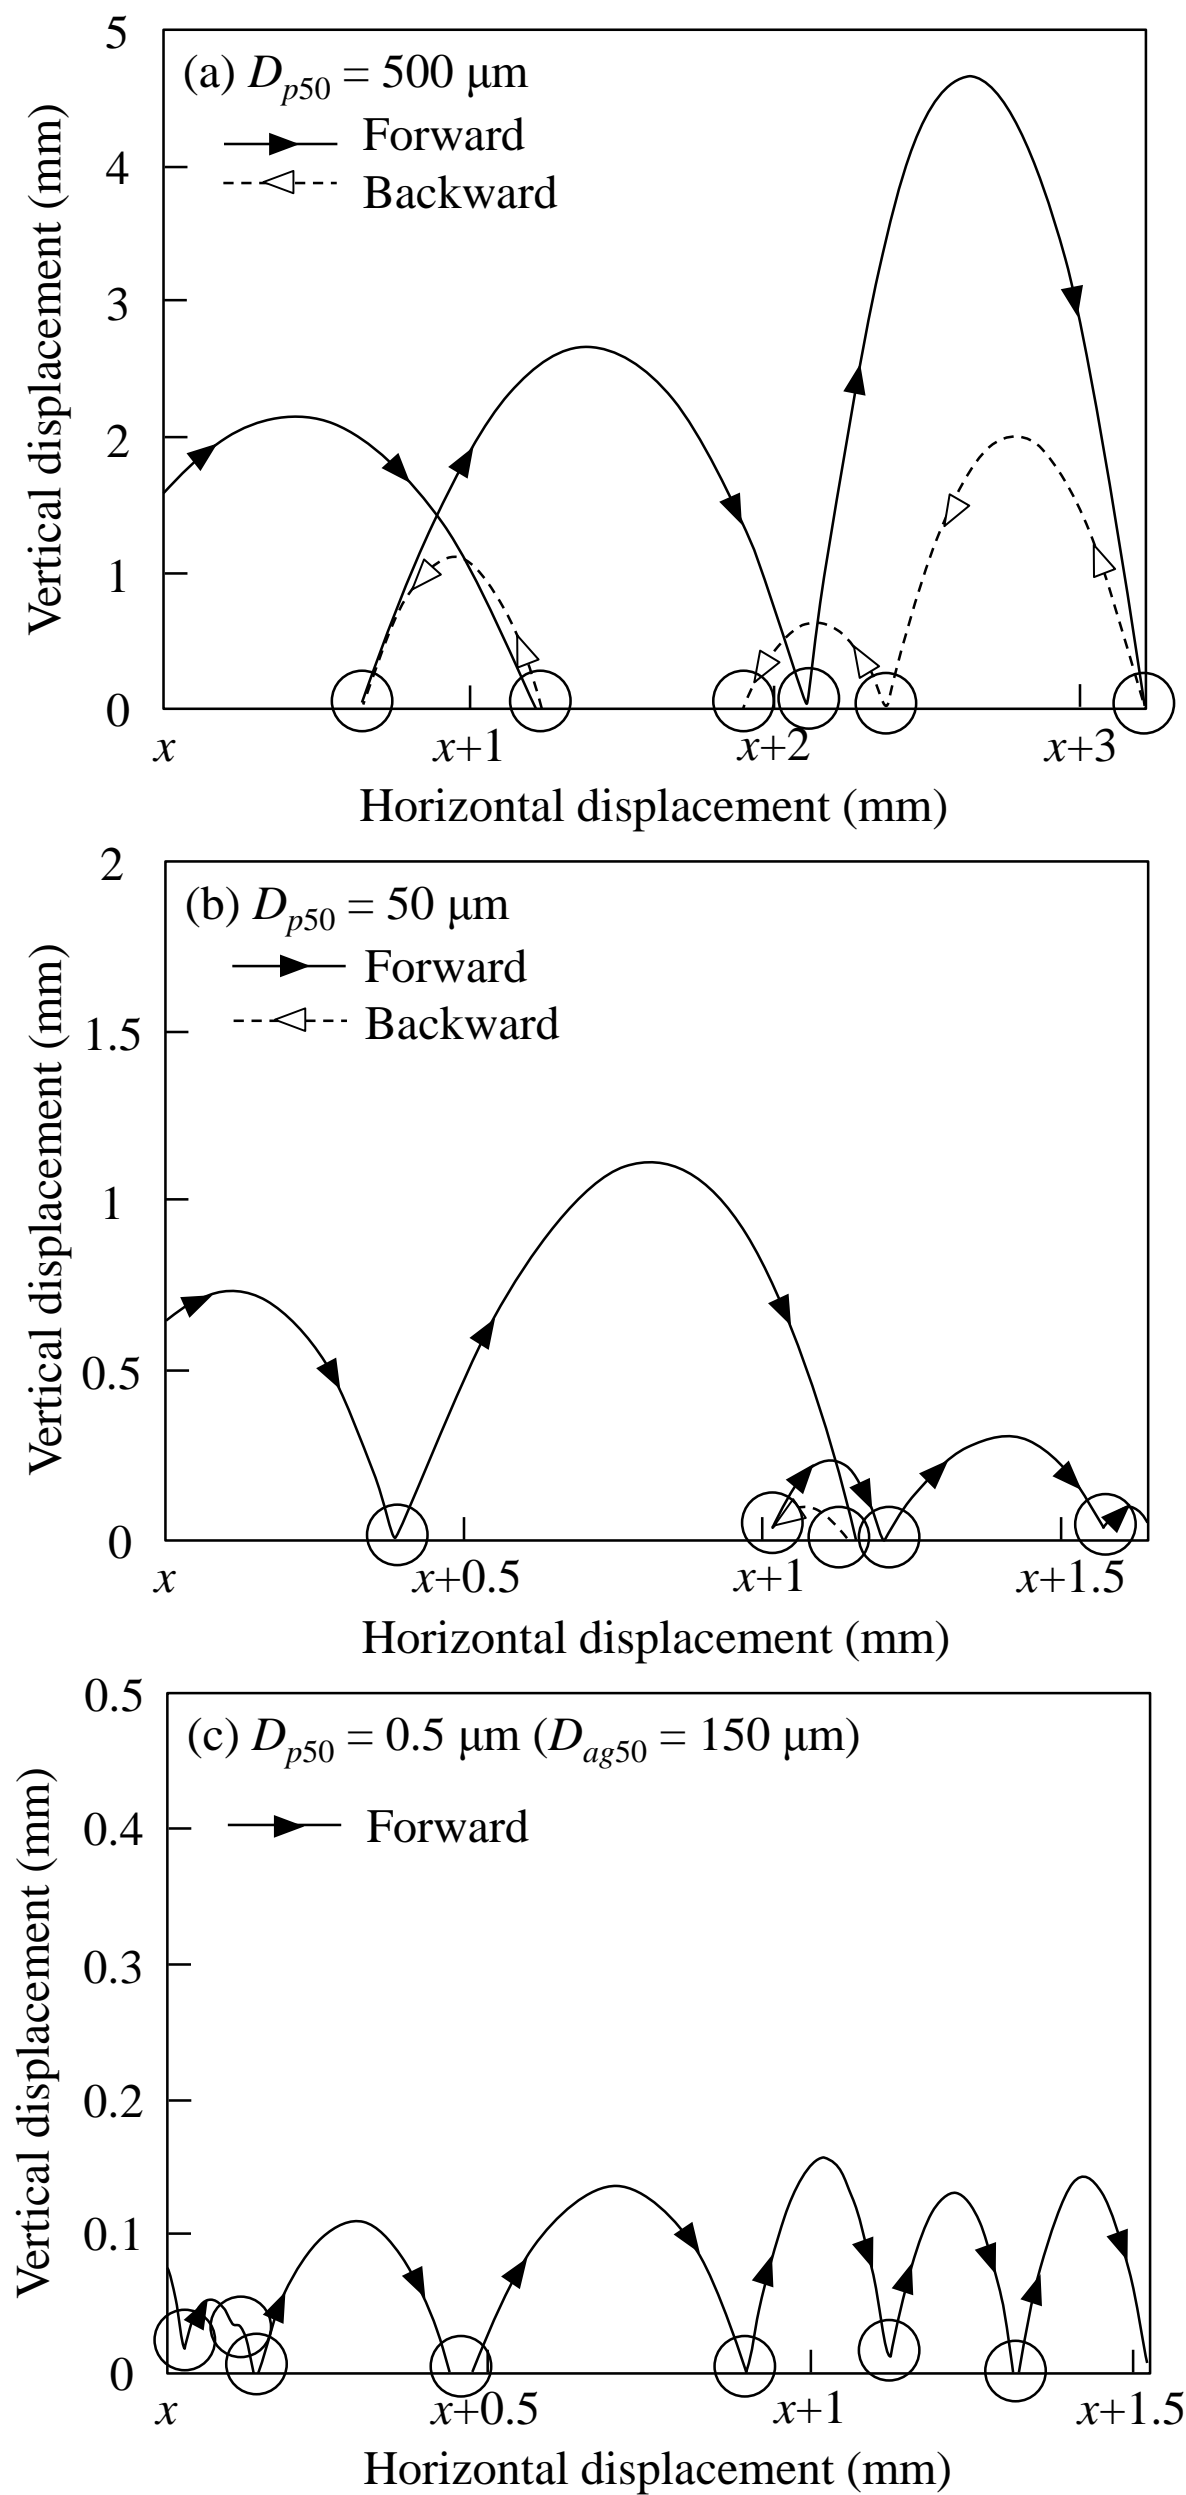 5
(a) Dp50 = 500 μm
Forward
Backward
4
3
2
1
0
Vertical displacement (mm)
x
x+1
x+2
x+3
Horizontal displacement (mm)
2
(b) Dp50 = 50 μm
Forward
Backward
1.5
1
0.5
0
Vertical displacement (mm)
x
x+0.5
x+1
x+1.5
Horizontal displacement (mm)
0.5
(c) Dp50 = 0.5 μm (Dag50 = 150 μm)
Forward
0.4
0.3
0.2
0.1
0
Vertical displacement (mm)
x
x+0.5
x+1
x+1.5
Horizontal displacement (mm)